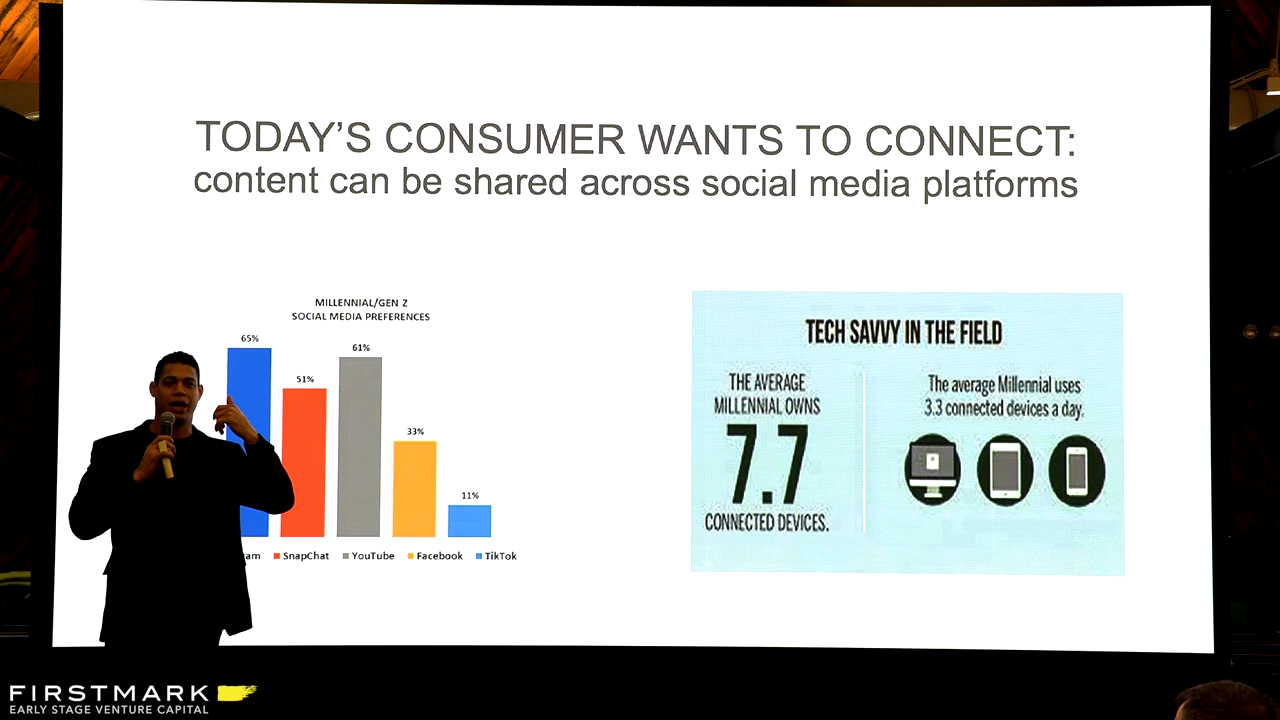 TODAY'S CONSUMER WANTS TO CONNECT:
content can be shared across social media platforms
MILLENNIAL/GEN Z
SOCIAL MEDIA PREFERENCES
65%
51%
61%
33%
11%
SnapChat YouTube Facebook TikTok
TECH SAVVY IN THE FIELD
THE AVERAGE
MILLENNIAL OWNS
7.7
CONNECTED DEVICES.
The average Millennial uses
3.3 connected devices a day.
FIRSTMARK
EARLY STAGE VENTURE CAPITAL